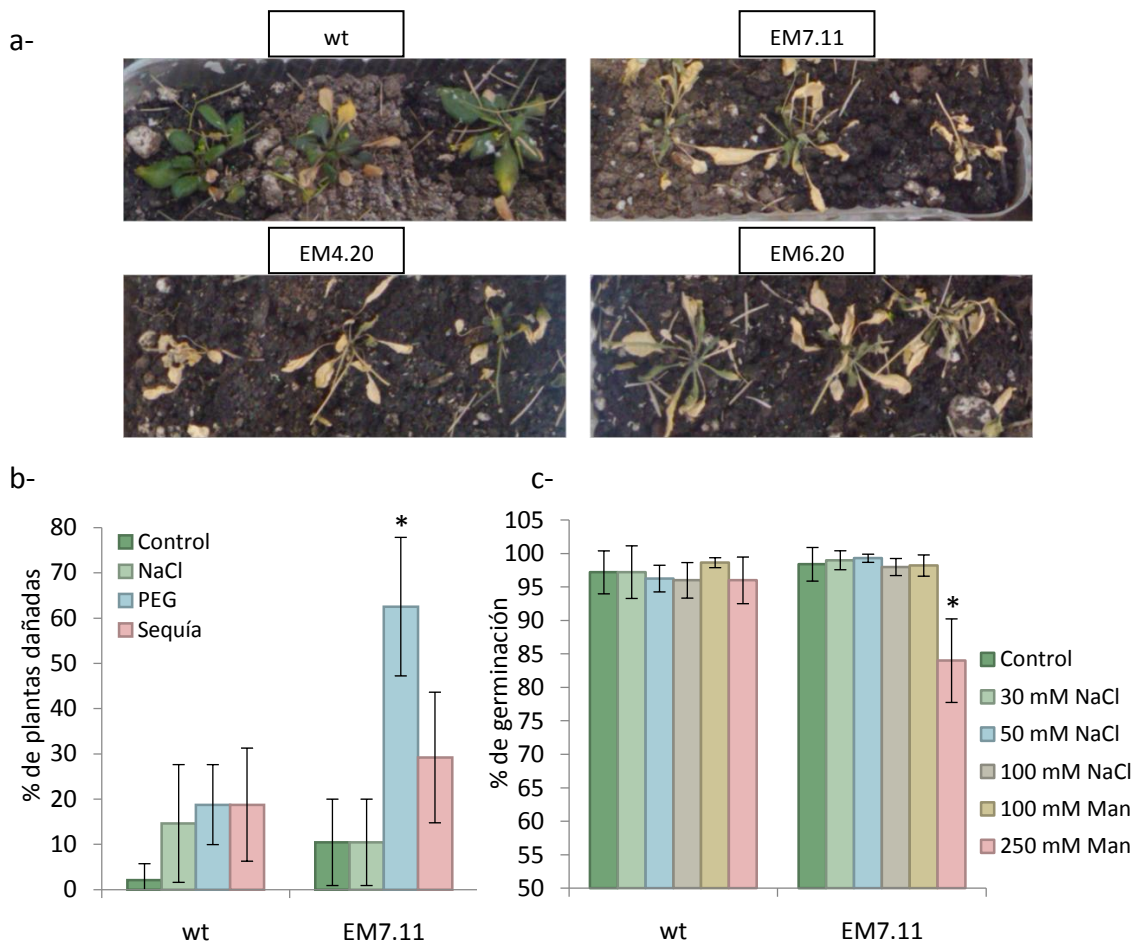 a-
wt
EM7.11
EM4.20
EM6.20
b-
% de plantas dañadas
80
70
60
50
40
30
20
10
0
Control
NaCl
PEG
Sequía
*
wt
EM7.11
c-
% de germinación
105
100
95
90
85
80
75
70
65
60
55
50
*
Control
30 mM NaCl
50 mM NaCl
100 mM NaCl
100 mM Man
250 mM Man
wt
EM7.11